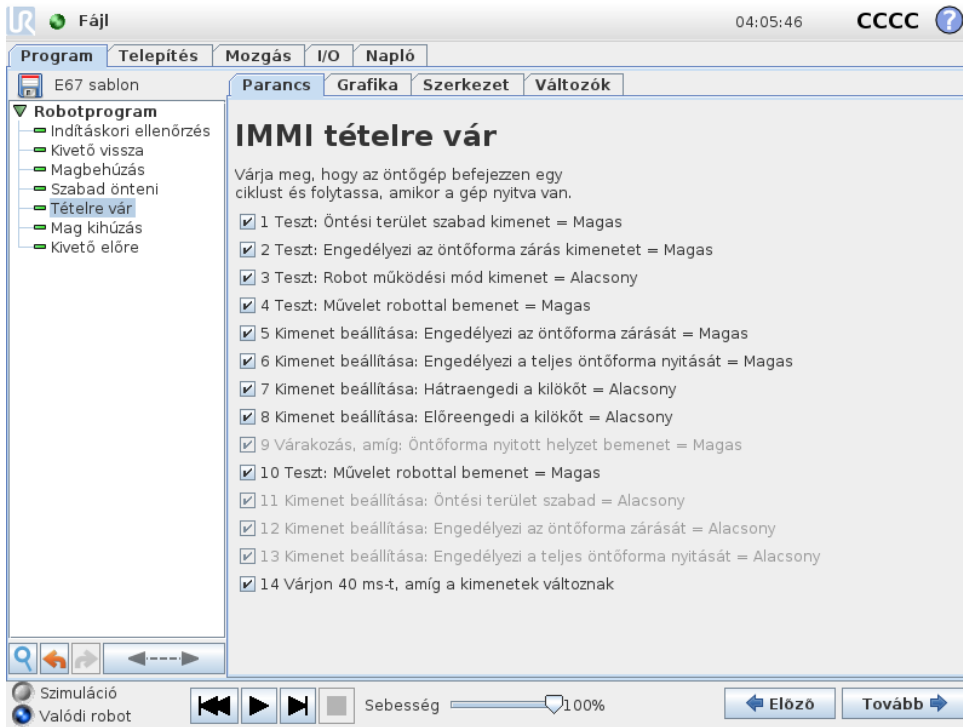 UR Fájl 04:05:46 CCCC ?
Program Telepítés Mozgás I/O Napló
E67 sablon
Parancs Grafika Szerkezet Változók
Robotprogram
Indításkori ellenőrzés
Kivető vissza
Magbehúzás
Szabad önteni
Tételre vár
Mag kihúzás
Kivető előre
IMMI tételre vár
Várja meg, hogy az öntőgép befejezzen egy
ciklust és folytassa, amikor a gép nyitva van.
1 Teszt: Öntési terület szabad kimenet = Magas
2 Teszt: Engedélyezi az öntőforma zárás kimenetet = Magas
3 Teszt: Robot működési mód kimenet = Alacsony
4 Teszt: Művelet robottal bemenet = Magas
5 Kimenet beállítása: Engedélyezi az öntőforma zárását = Magas
6 Kimenet beállítása: Engedélyezi a teljes öntőforma nyitását = Magas
7 Kimenet beállítása: Hátraengedi a kilökőt = Alacsony
8 Kimenet beállítása: Előreengedi a kilökőt = Alacsony
9 Várakozás, amíg: Öntőforma nyitott helyzet bemenet = Magas
10 Teszt: Művelet robottal bemenet = Magas
11 Kimenet beállítása: Öntési terület szabad = Alacsony
12 Kimenet beállítása: Engedélyezi az öntőforma zárását = Alacsony
13 Kimenet beállítása: Engedélyezi a teljes öntőforma nyitását = Alacsony
14 Várjon 40 ms-t, amíg a kimenetek változnak
Szimuláció
Valódi robot
Sebesség 100%
Előző Tovább